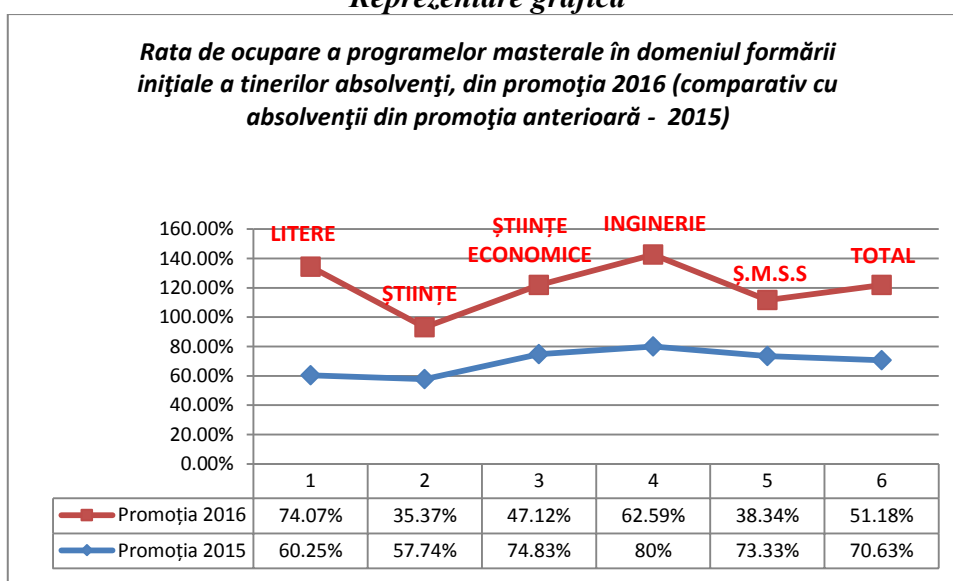 Reprezentare grafică
Rata de ocupare a programelor masterale în domeniul formării
iniţiale a tinerilor absolvenţi, din promoţia 2016 (comparativ cu
absolvenţii din promoţia anterioară - 2015)
160.00%
140.00%
120.00%
100.00%
80.00%
60.00%
40.00%
20.00%
0.00%
LITERE
ȘTIINȚE
ȘTIINȚE
ECONOMICE
INGINERIE
Ș.M.S.S
TOTAL
1 2 3 4 5 6
Promoția 2016 74.07% 35.37% 47.12% 62.59% 38.34% 51.18%
Promoția 2015 60.25% 57.74% 74.83% 80% 73.33% 70.63%